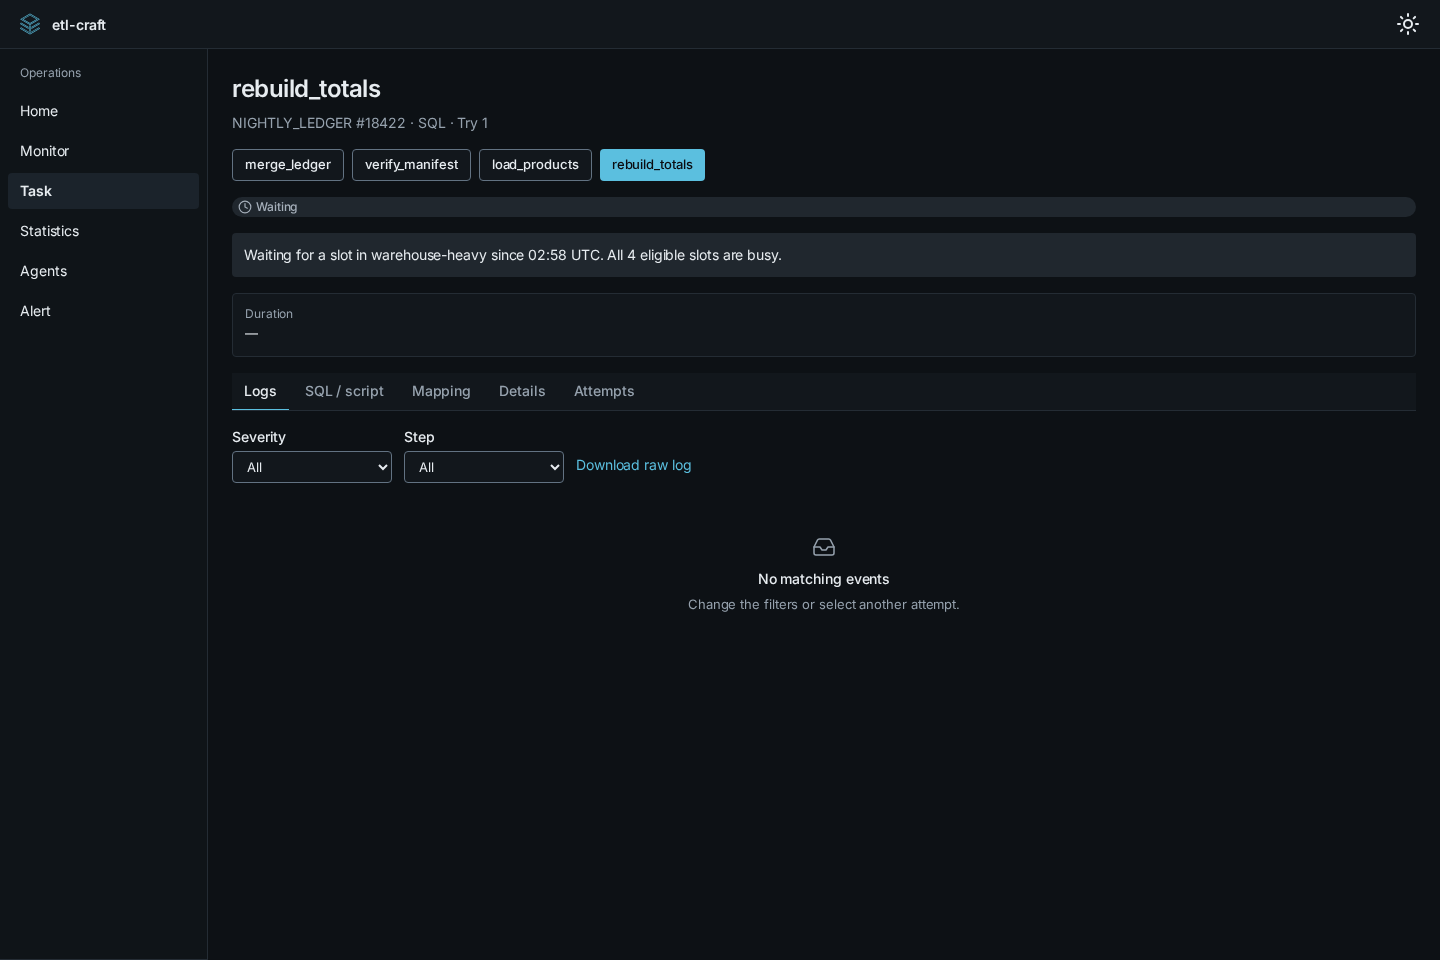 etl-craft
Operations
Home
Monitor
Task
Statistics
Agents
Alert
rebuild_totals
NIGHTLY_LEDGER #18422 · SQL · Try 1
merge_ledger verify_manifest load_products rebuild_totals
Waiting
Waiting for a slot in warehouse-heavy since 02:58 UTC. All 4 eligible slots are busy.
Duration
—
Logs SQL / script Mapping Details Attempts
Severity Step
All All Download raw log
No matching events
Change the filters or select another attempt.